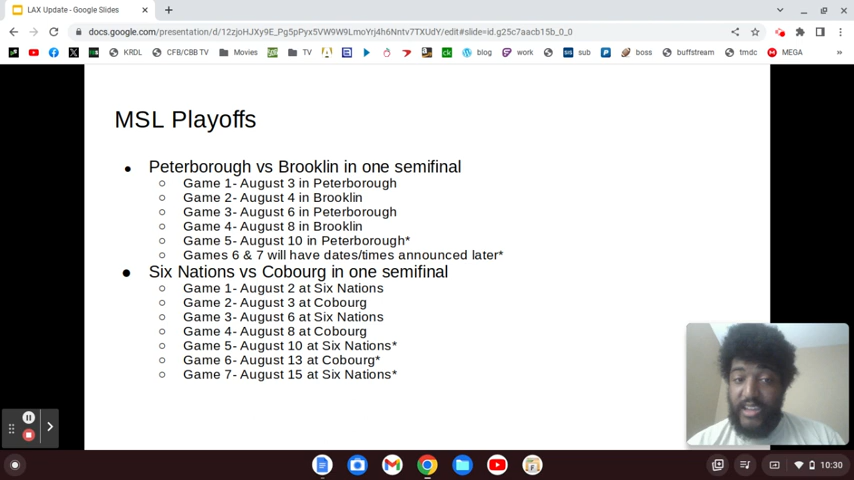 LAX Update - Google Slides
docs.google.com/presentation/d/12zjoHJXy9E_Pg5pPyx5VW9W9LmoYrj4h6Nntv7TXUdY/edit#slide=id.g25c7aacb15b_0_0
KRDL CFB/CBB TV Movies TV blog work sub boss buffstream tmdc MEGA
MSL Playoffs
Peterborough vs Brooklin in one semifinal
Game 1- August 3 in Peterborough
Game 2- August 4 in Brooklin
Game 3- August 6 in Peterborough
Game 4- August 8 in Brooklin
Game 5- August 10 in Peterborough*
Games 6 & 7 will have dates/times announced later*
Six Nations vs Cobourg in one semifinal
Game 1- August 2 at Six Nations
Game 2- August 3 at Cobourg
Game 3- August 6 at Six Nations
Game 4- August 8 at Cobourg
Game 5- August 10 at Six Nations*
Game 6- August 13 at Cobourg*
Game 7- August 15 at Six Nations*
10:30